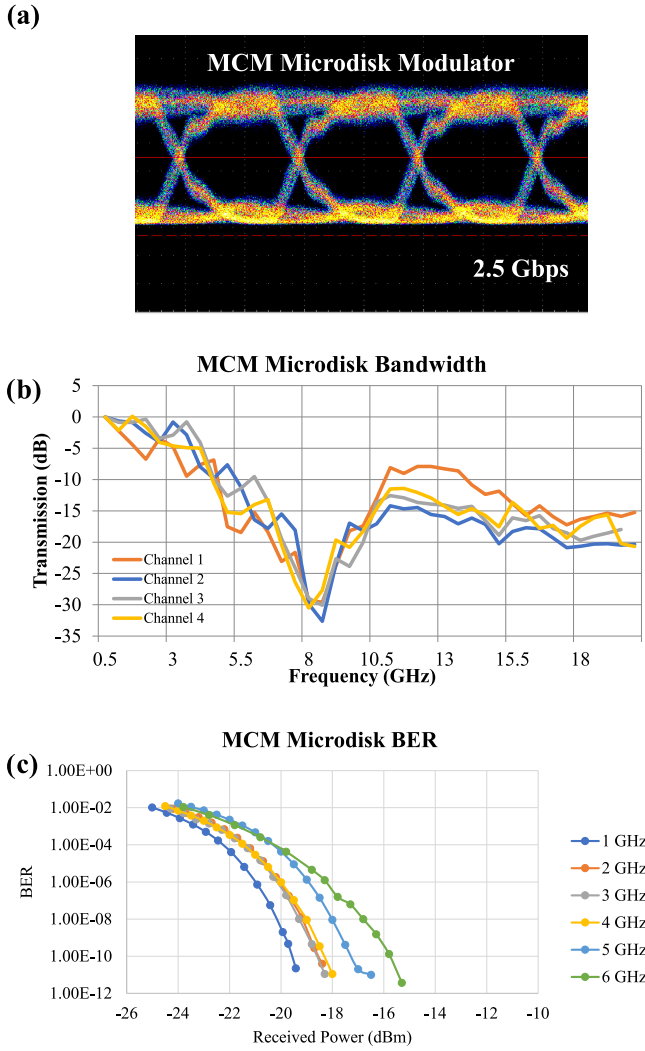 (a)
MCM Microdisk Modulator
2.5 Gbps
MCM Microdisk Bandwidth
(b)
5
0
-5
-10
-15
-20
-25
-30
-35
Transmission (dB)
Channel 1
Channel 2
Channel 3
Channel 4
0.5 3 5.5 8 10.5 13 15.5 18
Frequency (GHz)
MCM Microdisk BER
(c)
1.00E+00
1.00E-02
1.00E-04
1.00E-06
1.00E-08
1.00E-10
1.00E-12
BER
1 GHz
2 GHz
3 GHz
4 GHz
5 GHz
6 GHz
-26 -24 -22 -20 -18 -16 -14 -12 -10
Received Power (dBm)